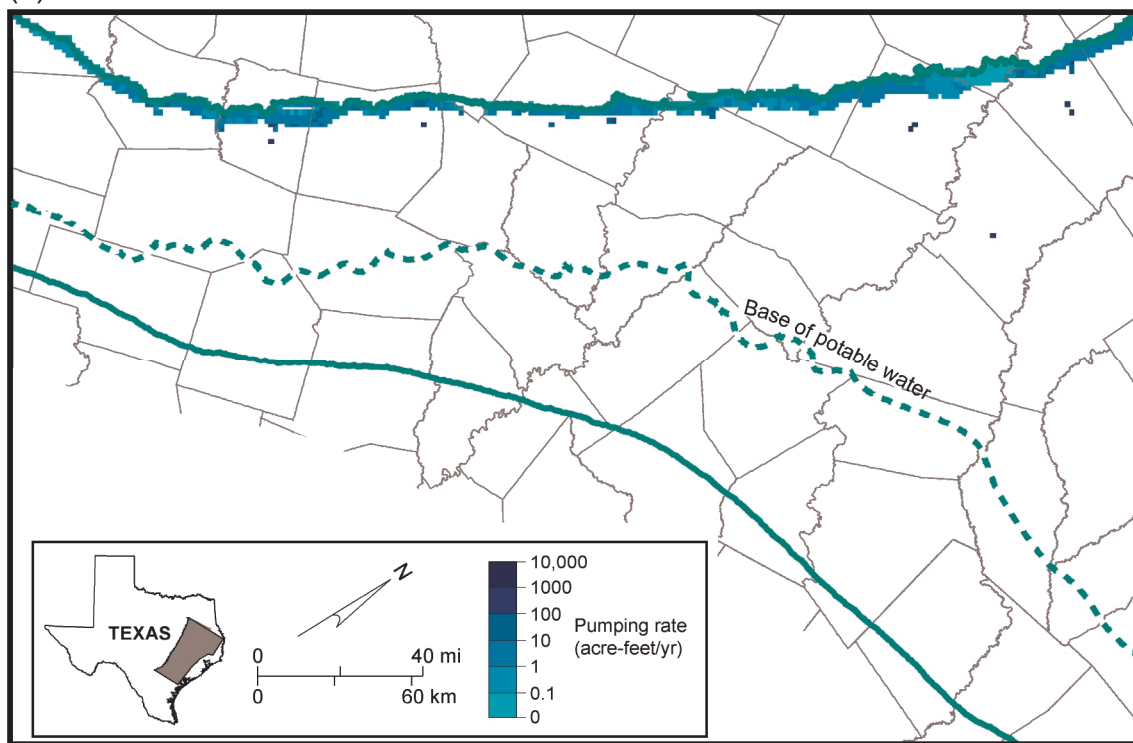 Base of potable water
TEXAS
N
0 40 mi
0 60 km
10,000
1000
100
10
1
0.1
0
Pumping rate
(acre-feet/yr)